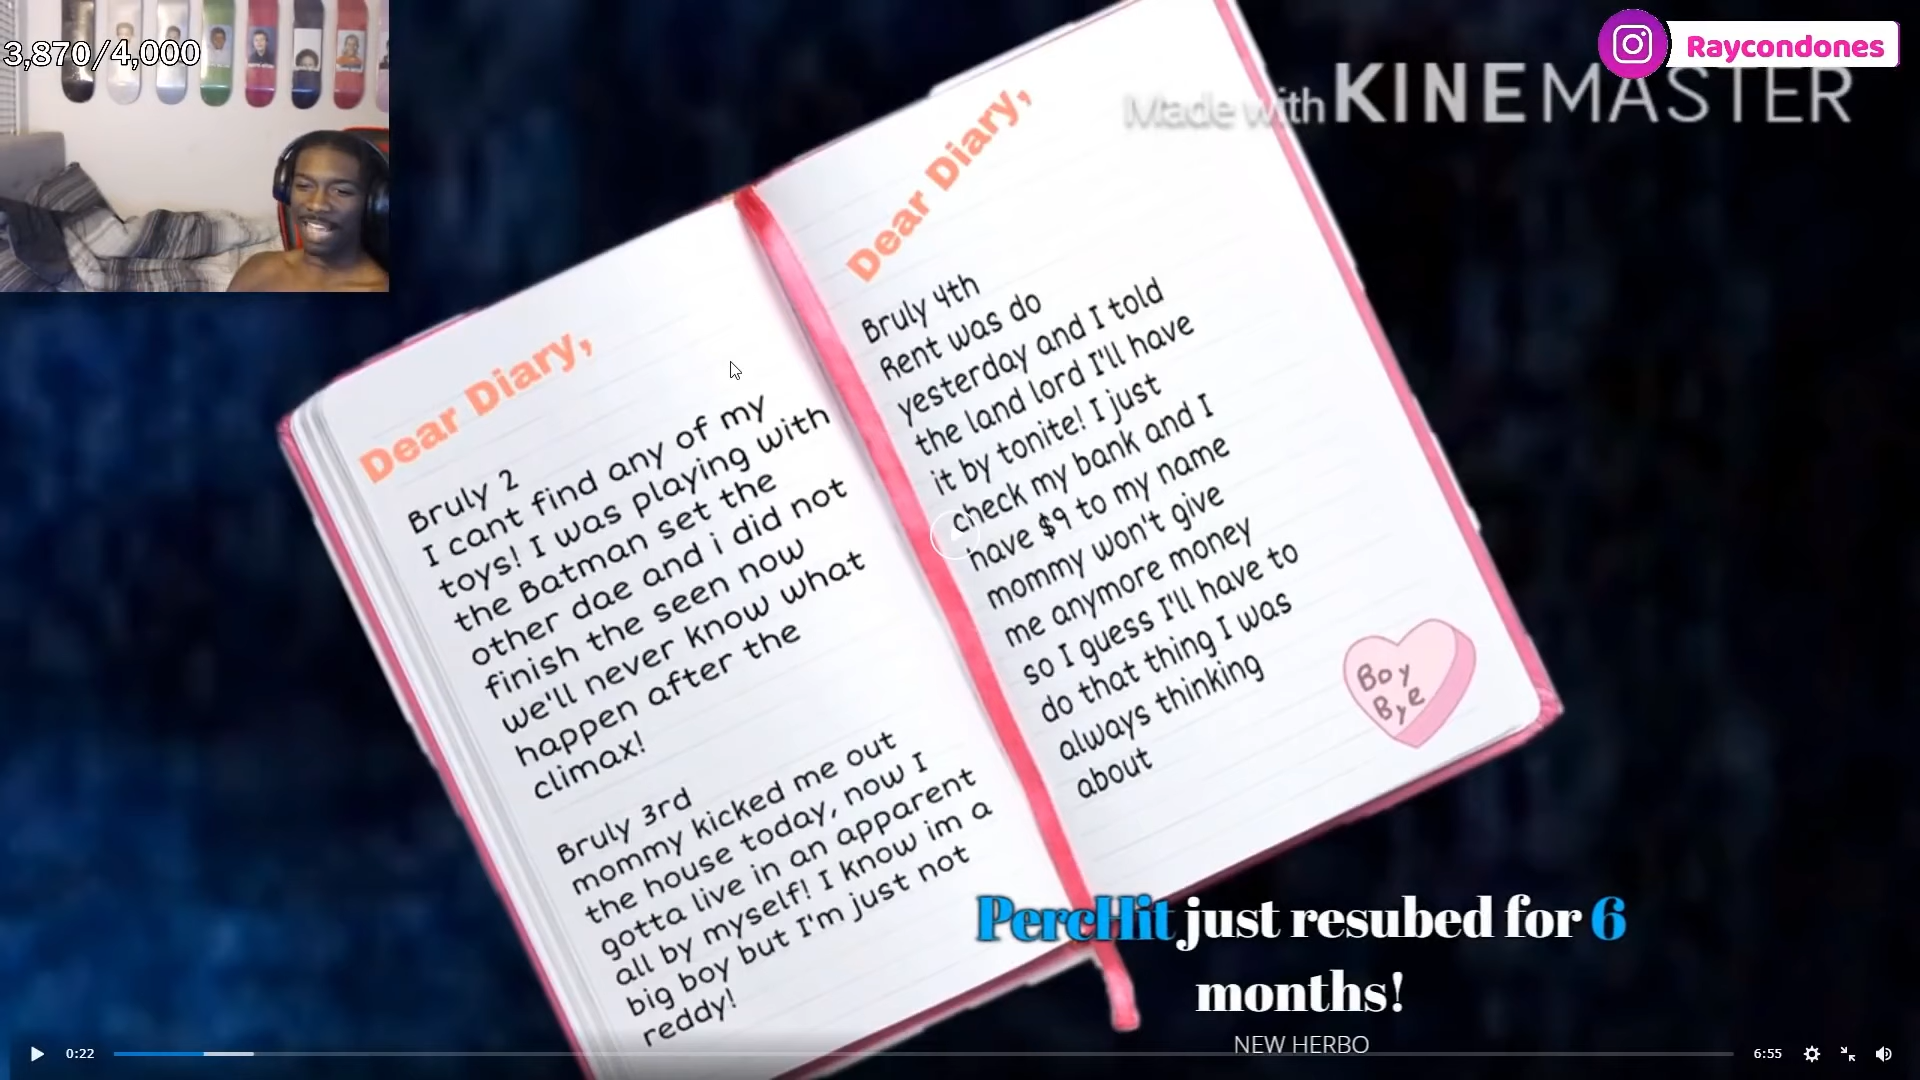 3,870/4,000
Raycondones
Made with KINEMASTER
Dear Diary,
Bruly 2
I cant find any of my
toys! I was playing with
the Batman set the
other dae and i did not
finish the seen now
we'll never know what
happen after the
climax!
Bruly 3rd
mommy kicked me out
the house today, now I
gotta live in an apparent
all by myself! I know im a
big boy but I'm just not
reddy!
Dear Diary,
Bruly 4th
Rent was do
yesterday and I told
the land lord I'll have
it by tonite! I just
check my bank and I
have $9 to my name
mommy won't give
me anymore money
so I guess I'll have to
do that thing I was
always thinking
about
Boy
Bye
PercHit just resubed for 6
months!
NEW HERBO
0:22
6:55